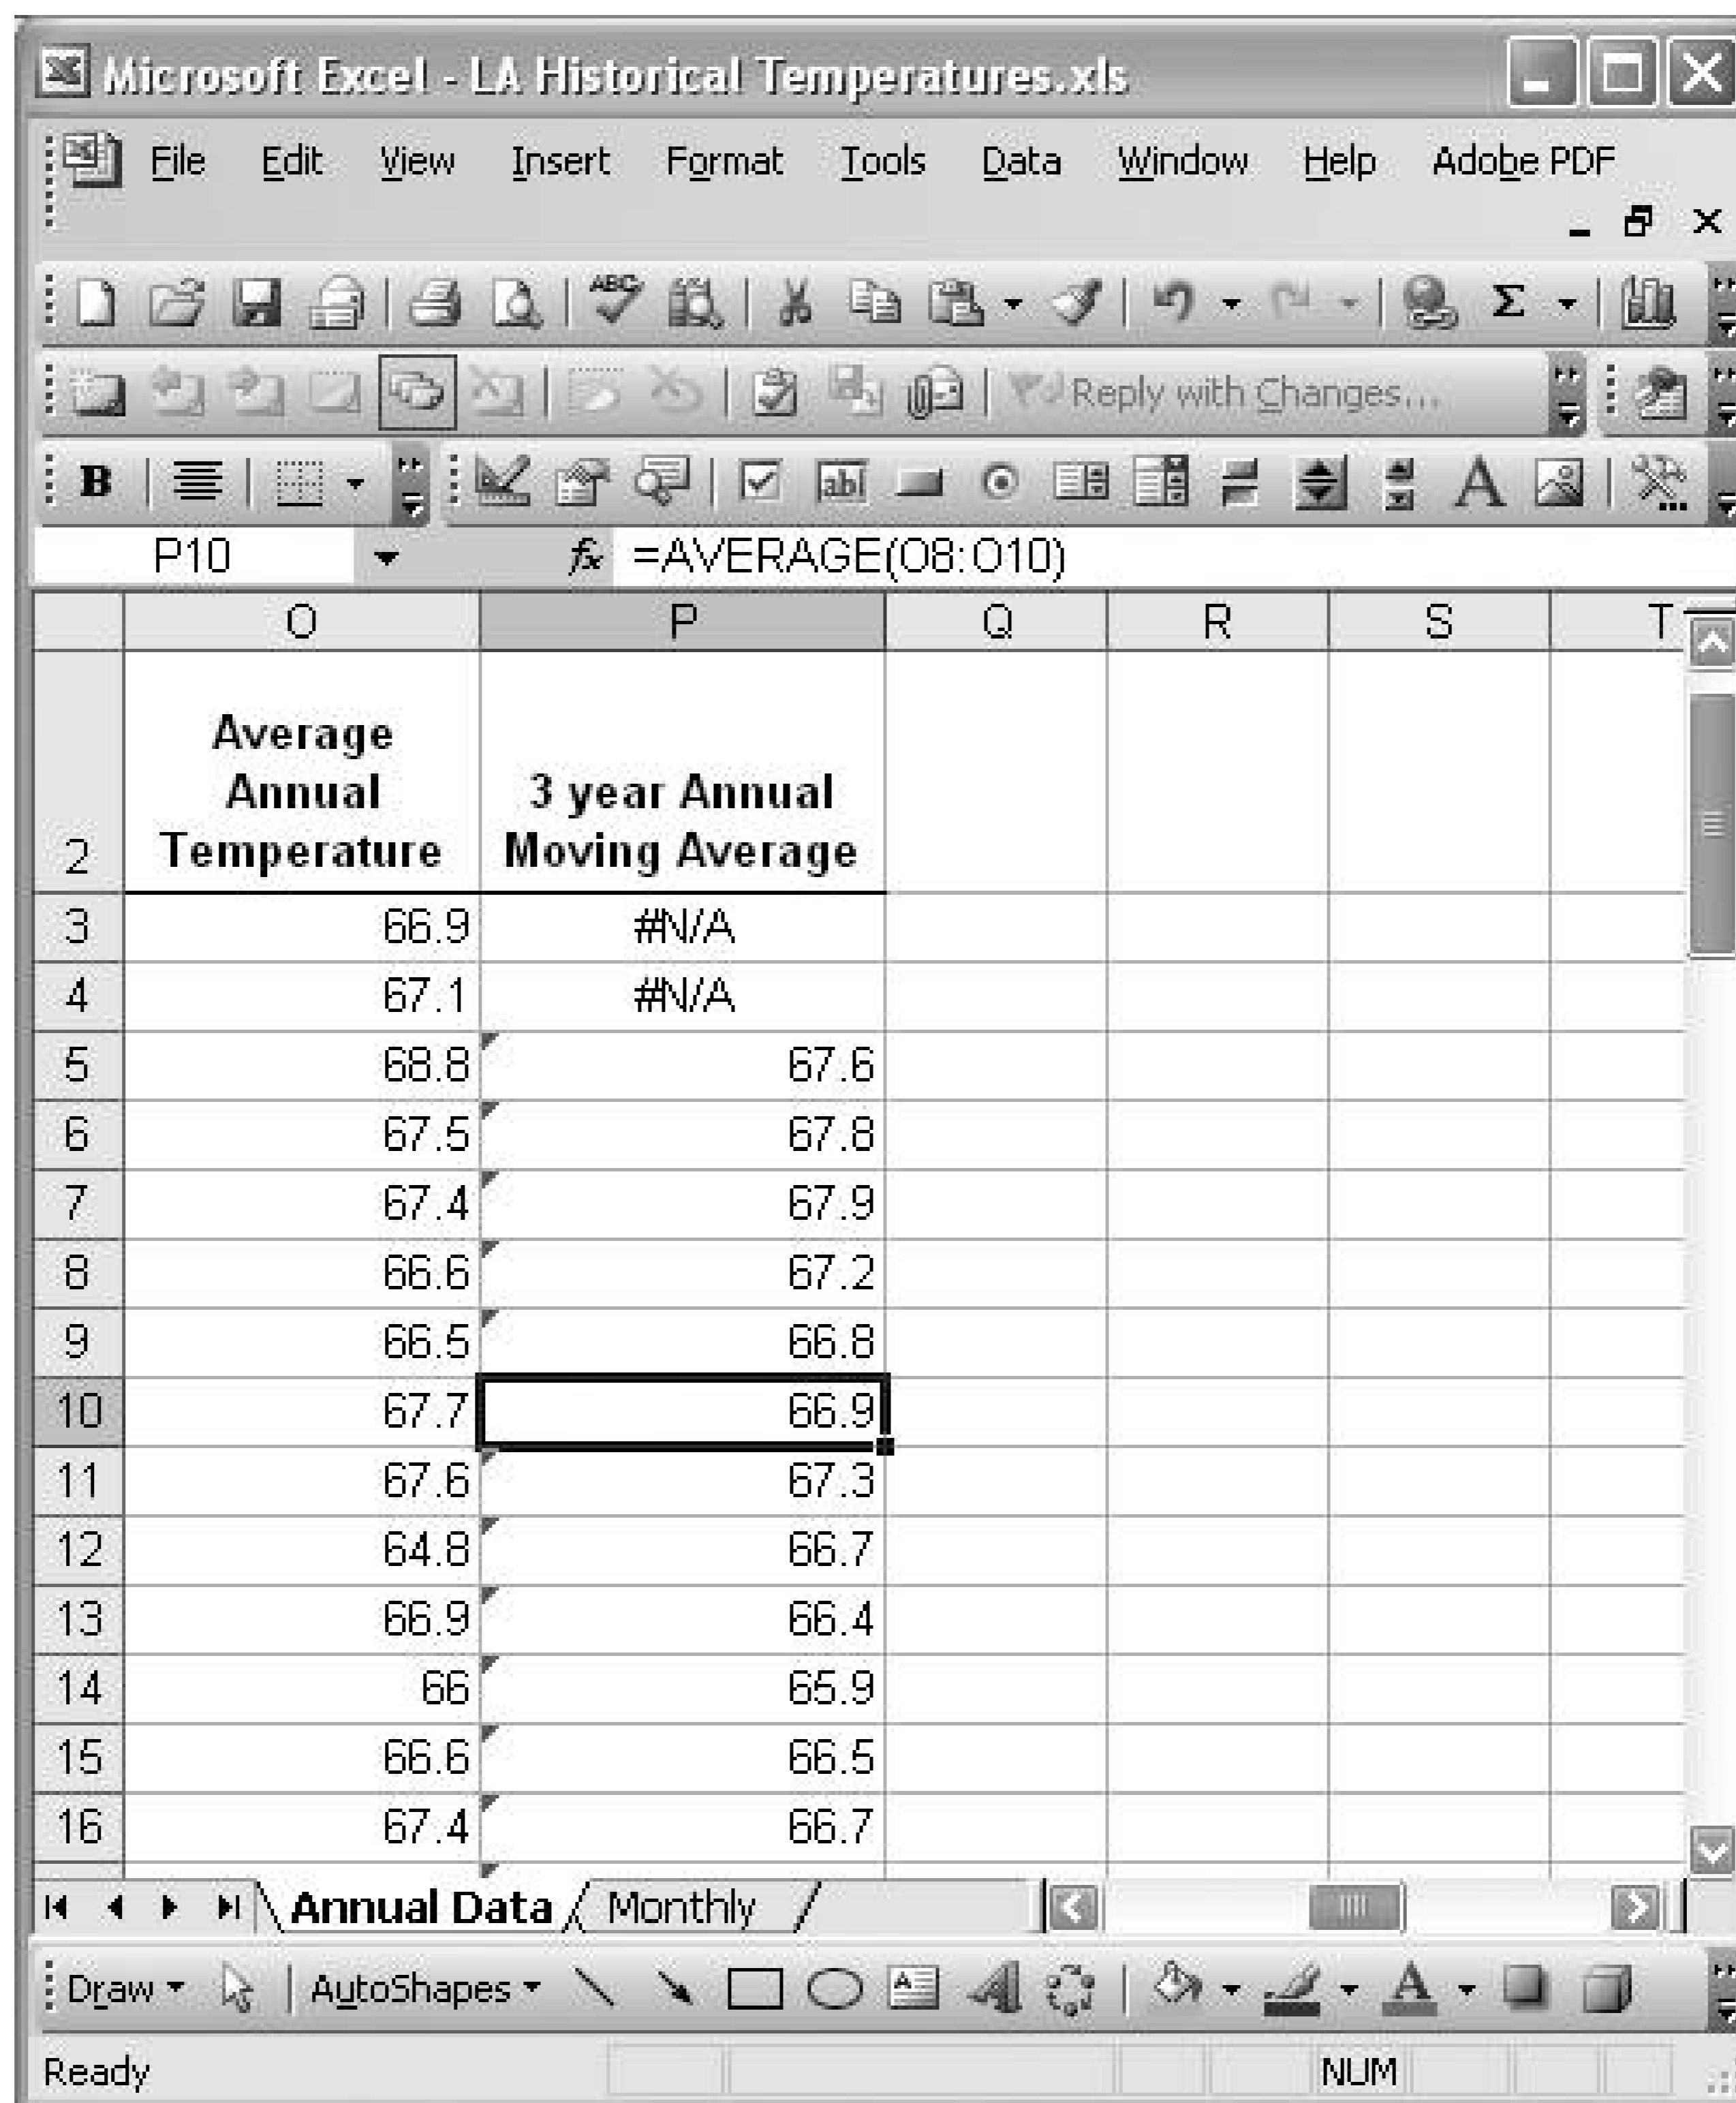 Microsoft Excel - LA Historical Temperatures.xls
File Edit View Insert Format Tools Data Window Help Adobe PDF
ABC Σ
Reply with Changes...
B ab| A
P10 fx =AVERAGE(O8:O10)
O P Q R S T
Average
Annual 3 year Annual
2 Temperature Moving Average
3 66.9 #N/A
4 67.1 #N/A
5 68.8 67.6
6 67.5 67.8
7 67.4 67.9
8 66.6 67.2
9 66.5 66.8
10 67.7 66.9
11 67.6 67.3
12 64.8 66.7
13 66.9 66.4
14 66 65.9
15 66.6 66.5
16 67.4 66.7
Annual Data Monthly
Draw AutoShapes A A A
Ready NUM